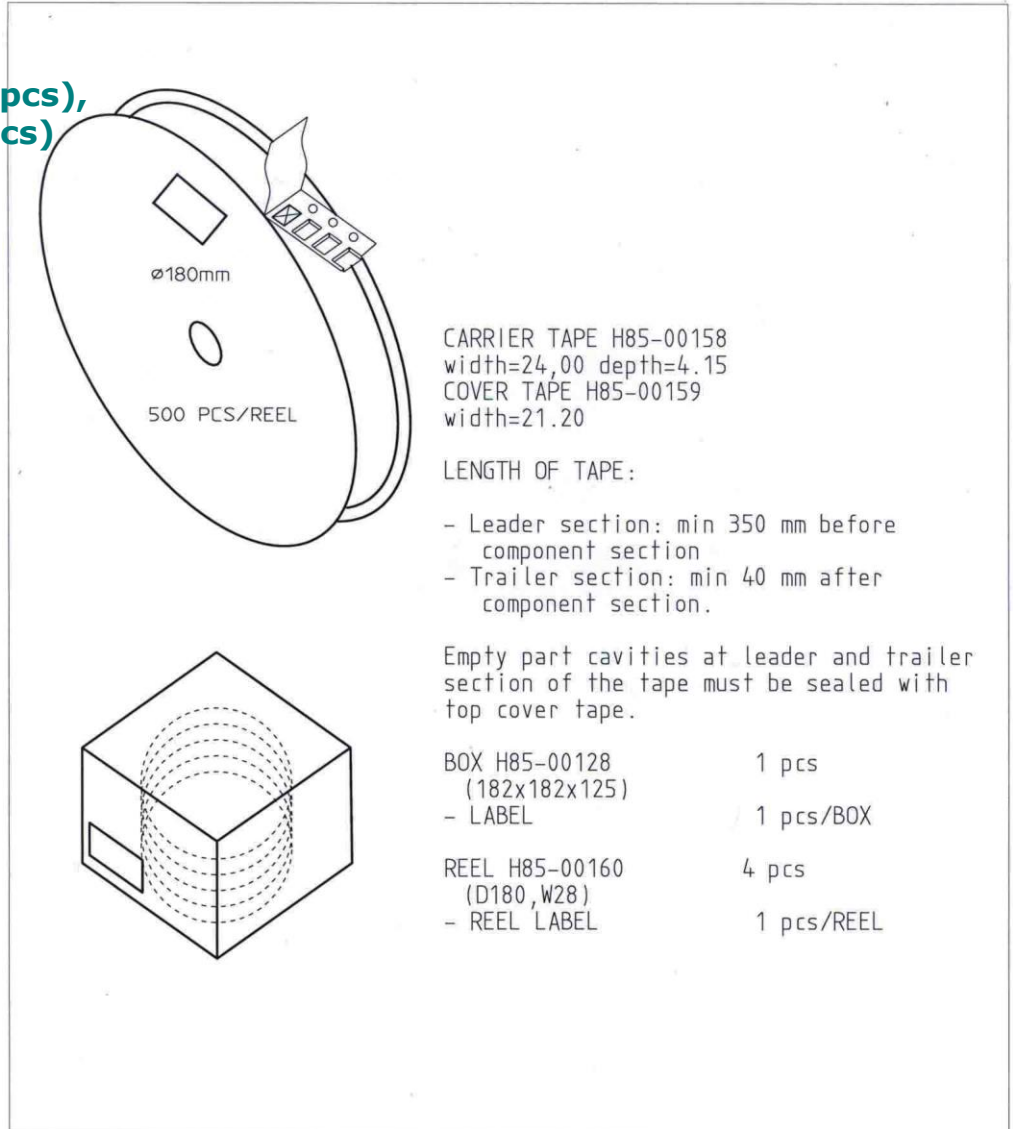 pcs),
cs)
⌀180mm
500 PCS/REEL
CARRIER TAPE H85-00158
width=24,00 depth=4.15
COVER TAPE H85-00159
width=21.20
LENGTH OF TAPE:
- Leader section: min 350 mm before
component section
- Trailer section: min 40 mm after
component section.
Empty part cavities at leader and trailer
section of the tape must be sealed with
top cover tape.
BOX H85-00128 1 pcs
(182x182x125)
- LABEL 1 pcs/BOX
REEL H85-00160 4 pcs
(D180,W28)
- REEL LABEL 1 pcs/REEL